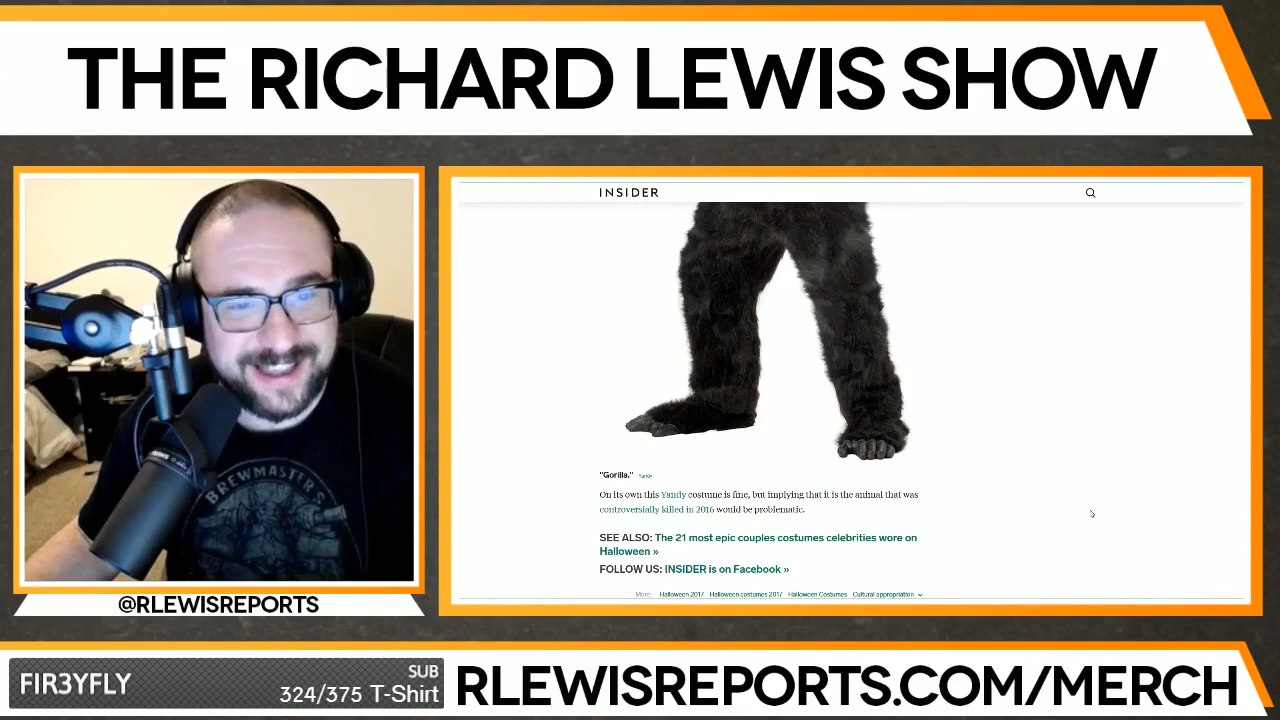 THE RICHARD LEWIS SHOW
INSIDER
BREWMASTER'S
"Gorilla." Yandy
On its own this Yandy costume is fine, but implying that it is the animal that was
controversially killed in 2016 would be problematic.
SEE ALSO: The 21 most epic couples costumes celebrities wore on
Halloween »
FOLLOW US: INSIDER is on Facebook »
More: Halloween 2017 Halloween costumes 2017 Halloween Costumes Cultural appropriation
@RLEWISREPORTS
FIR3YFLY
SUB
324/375 T-Shirt
RLEWISREPORTS.COM/MERCH